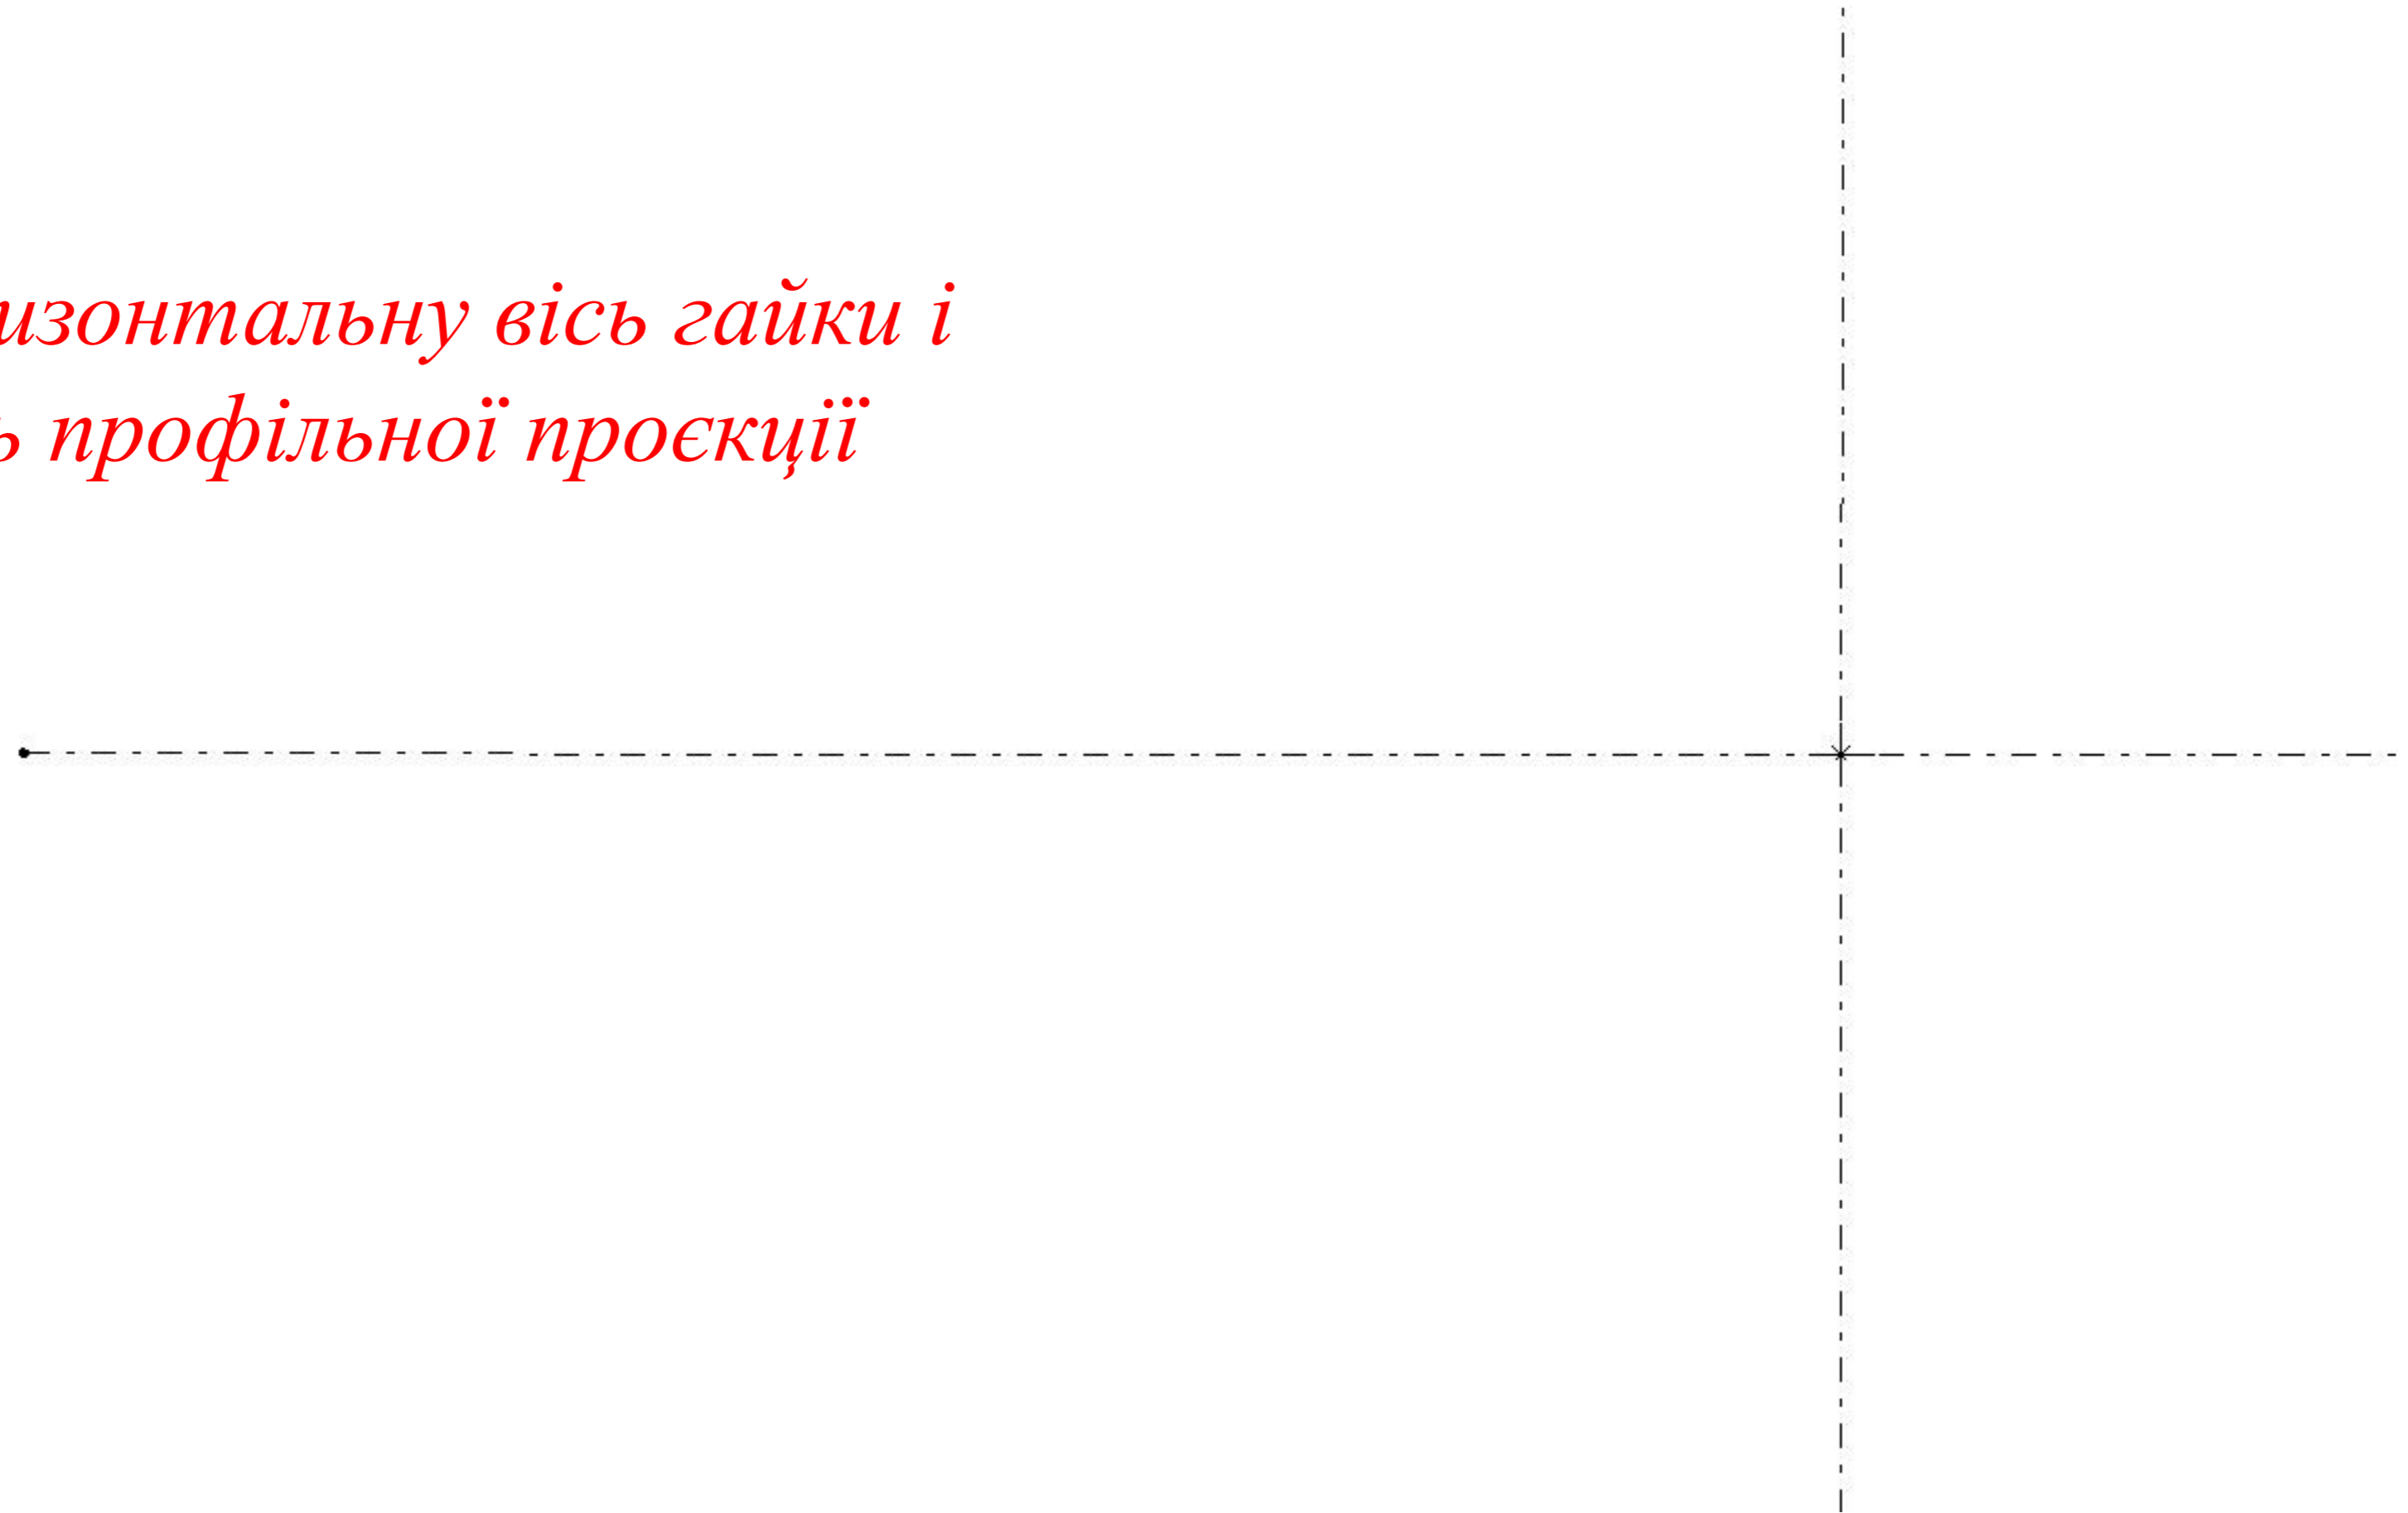 изонтальну вісь гайки і
ь профільної проєкції